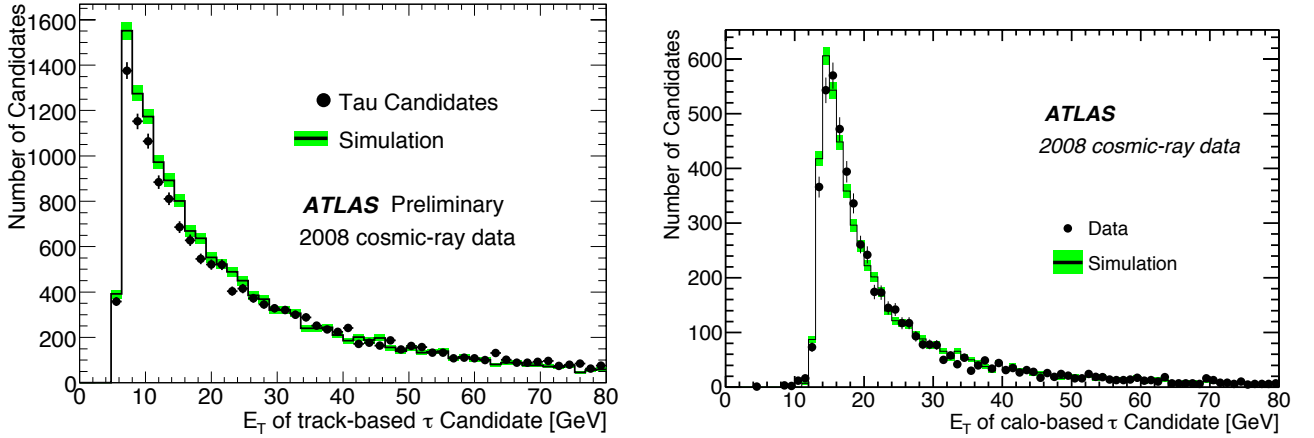 Number of Candidates
1600
1400
1200
1000
800
600
400
200
0
Tau Candidates
Simulation
ATLAS Preliminary
2008 cosmic-ray data
0 10 20 30 40 50 60 70 80
E_T of track-based τ Candidate [GeV]
Number of Candidates
600
500
400
300
200
100
0
ATLAS
2008 cosmic-ray data
Data
Simulation
0 10 20 30 40 50 60 70 80
E_T of calo-based τ Candidate [GeV]